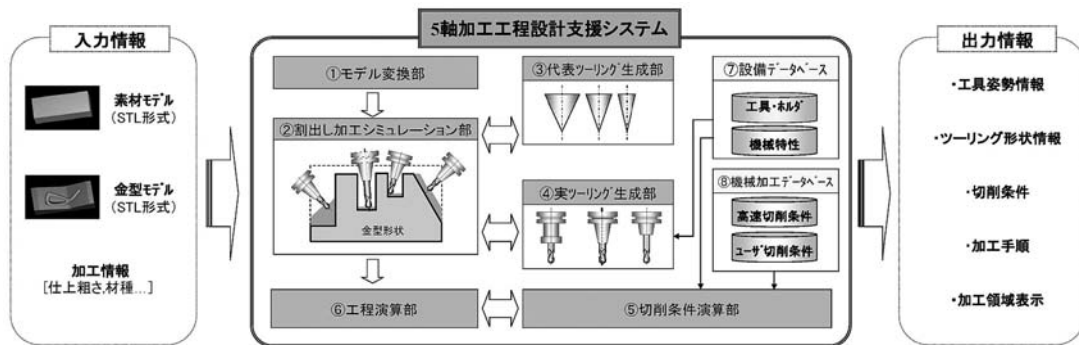 入力情報
素材モデル
(STL形式)
金型モデル
(STL形式)
加工情報
[仕上粗さ,材種...]
5軸加工工程設計支援システム
①モデル変換部
②割出し加工シミュレーション部
金型形状
⑥工程演算部
③代表ツーリング生成部
④実ツーリング生成部
⑤切削条件演算部
⑦設備データベース
工具・ホルダ
機械特性
⑧機械加工データベース
高速切削条件
ユーザ切削条件
出力情報
・工具姿勢情報
・ツーリング形状情報
・切削条件
・加工手順
・加工領域表示